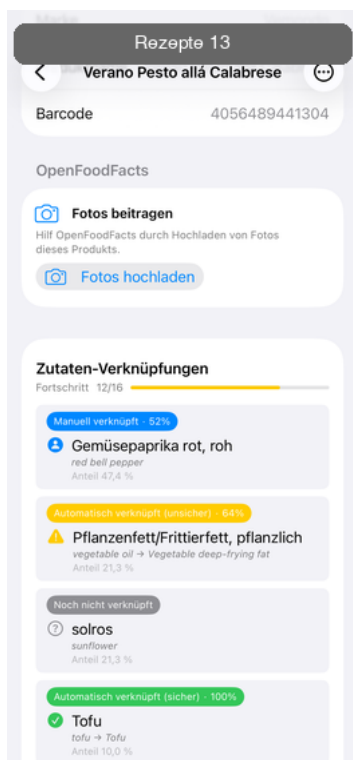 Rezepte 13
Verano Pesto allá Calabrese
Barcode 4056489441304
OpenFoodFacts
Fotos beitragen
Hilf OpenFoodFacts durch Hochladen von Fotos
dieses Produkts.
Fotos hochladen
Zutaten-Verknüpfungen
Fortschritt 12/16
Manuell verknüpft · 52%
Gemüsepaprika rot, roh
red bell pepper
Anteil 47,4 %
Automatisch verknüpft (unsicher) · 64%
Pflanzenfett/Frittierfett, pflanzlich
vegetable oil → Vegetable deep-frying fat
Anteil 21,3 %
Noch nicht verknüpft
solros
sunflower
Anteil 21,3 %
Automatisch verknüpft (sicher) · 100%
Tofu
tofu → Tofu
Anteil 10,0 %